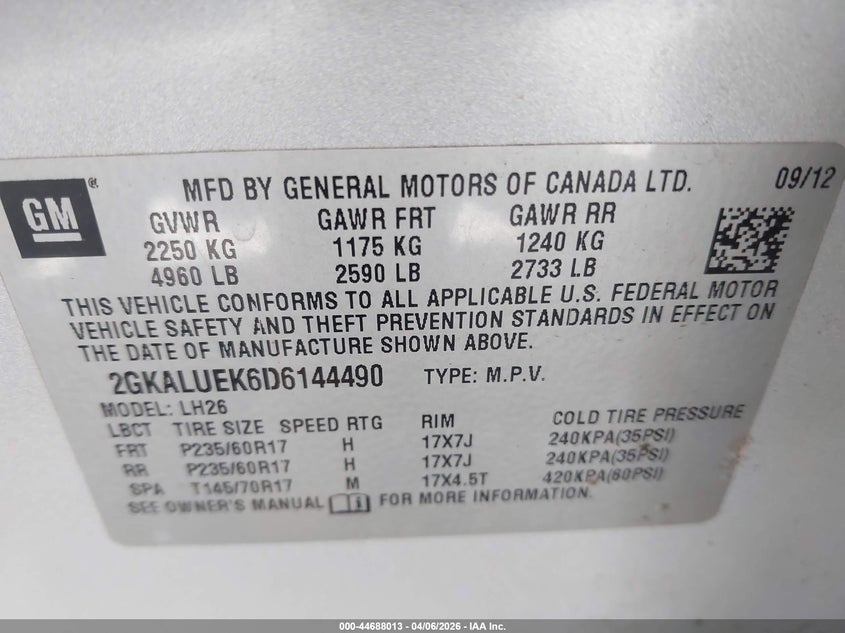 GM ®
MFD BY GENERAL MOTORS OF CANADA LTD. 09/12
GVWR GAWR FRT GAWR RR
2250 KG 1175 KG 1240 KG
4960 LB 2590 LB 2733 LB
THIS VEHICLE CONFORMS TO ALL APPLICABLE U.S. FEDERAL MOTOR
VEHICLE SAFETY AND THEFT PREVENTION STANDARDS IN EFFECT ON
THE DATE OF MANUFACTURE SHOWN ABOVE.
2GKALUEK6D6144490 TYPE: M.P.V.
MODEL: LH26
LBCT TIRE SIZE SPEED RTG RIM COLD TIRE PRESSURE
FRT P235/60R17 H 17X7J 240KPA(35PSI)
RR P235/60R17 H 17X7J 240KPA(35PSI)
SPA T145/70R17 M 17X4.5T 420KPA(60PSI)
SEE OWNER'S MANUAL FOR MORE INFORMATION.
000-44688013 - 04/06/2026 - IAA Inc.